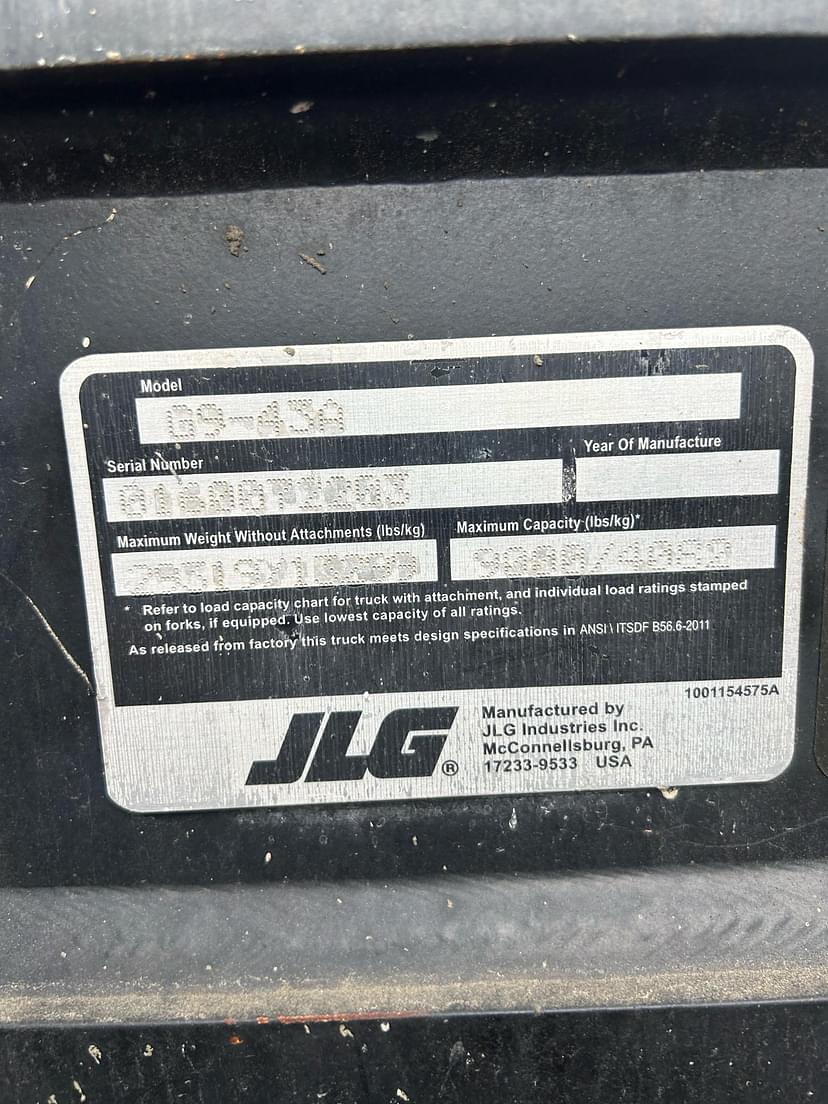 Model
G9-43A
Serial Number
Year Of Manufacture
Maximum Weight Without Attachments (lbs/kg)
Maximum Capacity (lbs/kg)*
* Refer to load capacity chart for truck with attachment, and individual load ratings stamped
on forks, if equipped. Use lowest capacity of all ratings.
As released from factory this truck meets design specifications in ANSI \ ITSDF B56.6-2011
1001154575A
JLG®
Manufactured by
JLG Industries Inc.
McConnellsburg, PA
17233-9533 USA